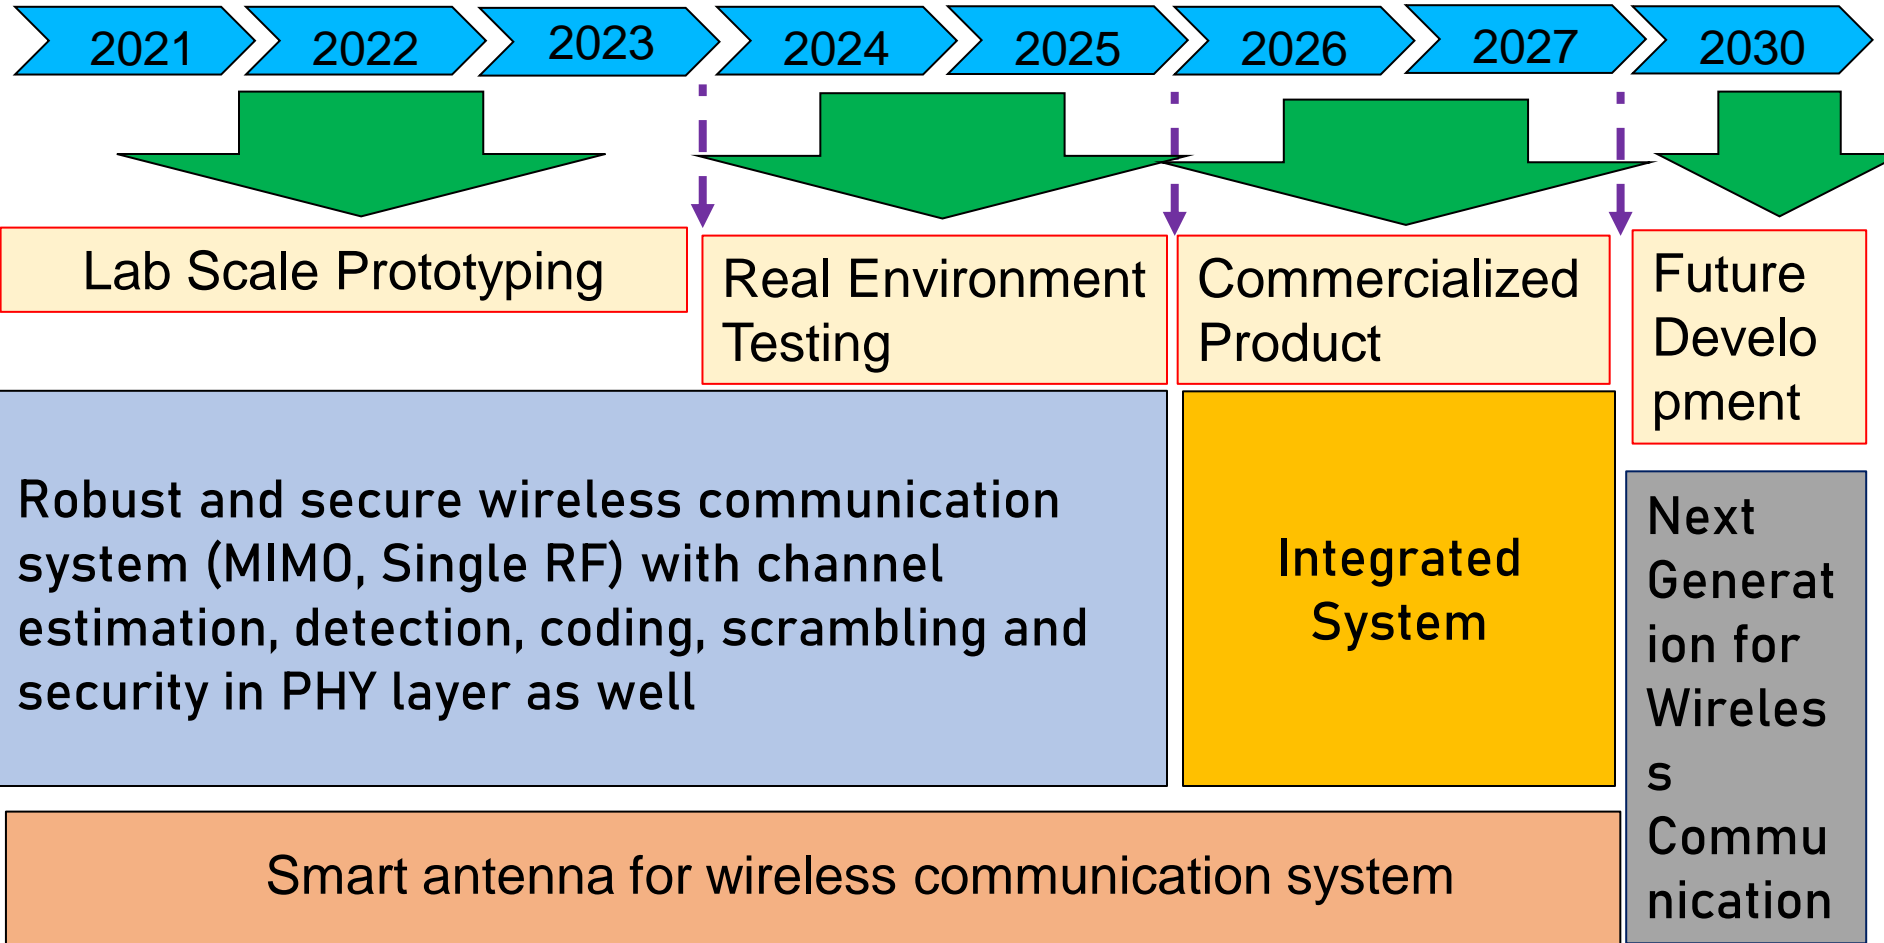 2021
2022
2023
2024
2025
2026
2027
2030
Lab Scale Prototyping
Real Environment
Testing
Commercialized
Product
Future
Develo
pment
Robust and secure wireless communication
system (MIMO, Single RF) with channel
estimation, detection, coding, scrambling and
security in PHY layer as well
Integrated
System
Next
Generat
ion for
Wireles
s
Commu
nication
Smart antenna for wireless communication system